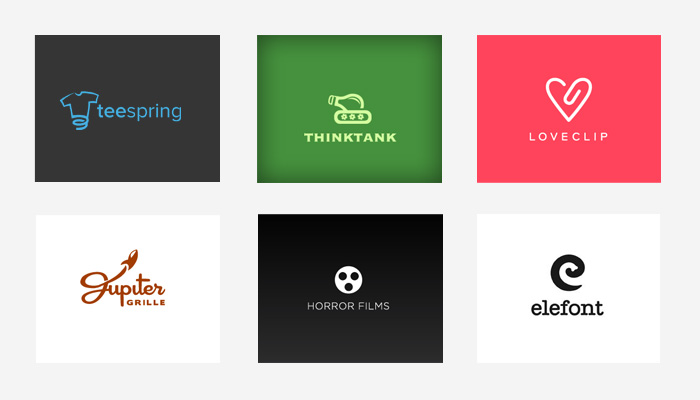 teespring
THINKTANK
LOVECLIP
Jupiter
GRILLE
HORROR FILMS
e
elefont